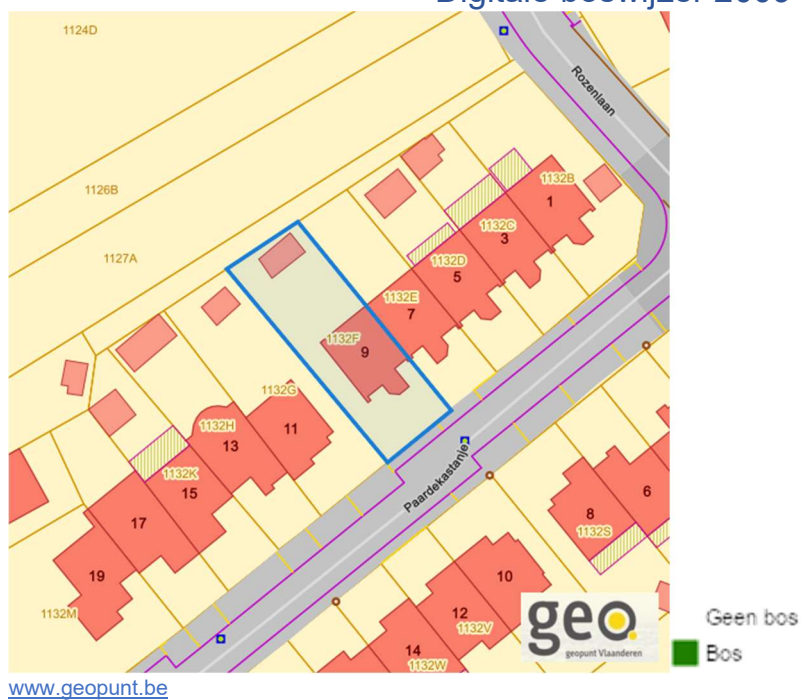 1124D
Rozenlaan
1126B
1132B
1
1132C
3
1127A
1132D
5
1132E
7
1132F
9
1132G
11
1132H
13
1132K
15
17
19
1132M
Paardekastanje
6
8
1132S
10
12
1132V
14
1132W
geo.
geopunt Vlaanderen
Geen bos
Bos
www.geopunt.be